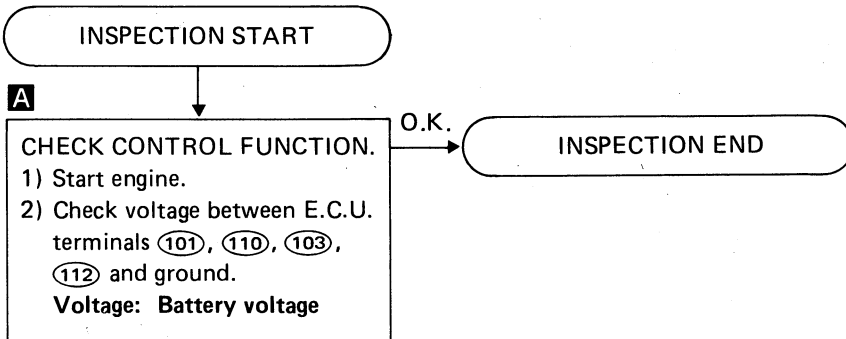 INSPECTION START
A
O.K.
CHECK CONTROL FUNCTION.
INSPECTION END
1) Start engine.
2) Check voltage between E.C.U.
terminals 101, 110, 103,
112 and ground.
Voltage: Battery voltage